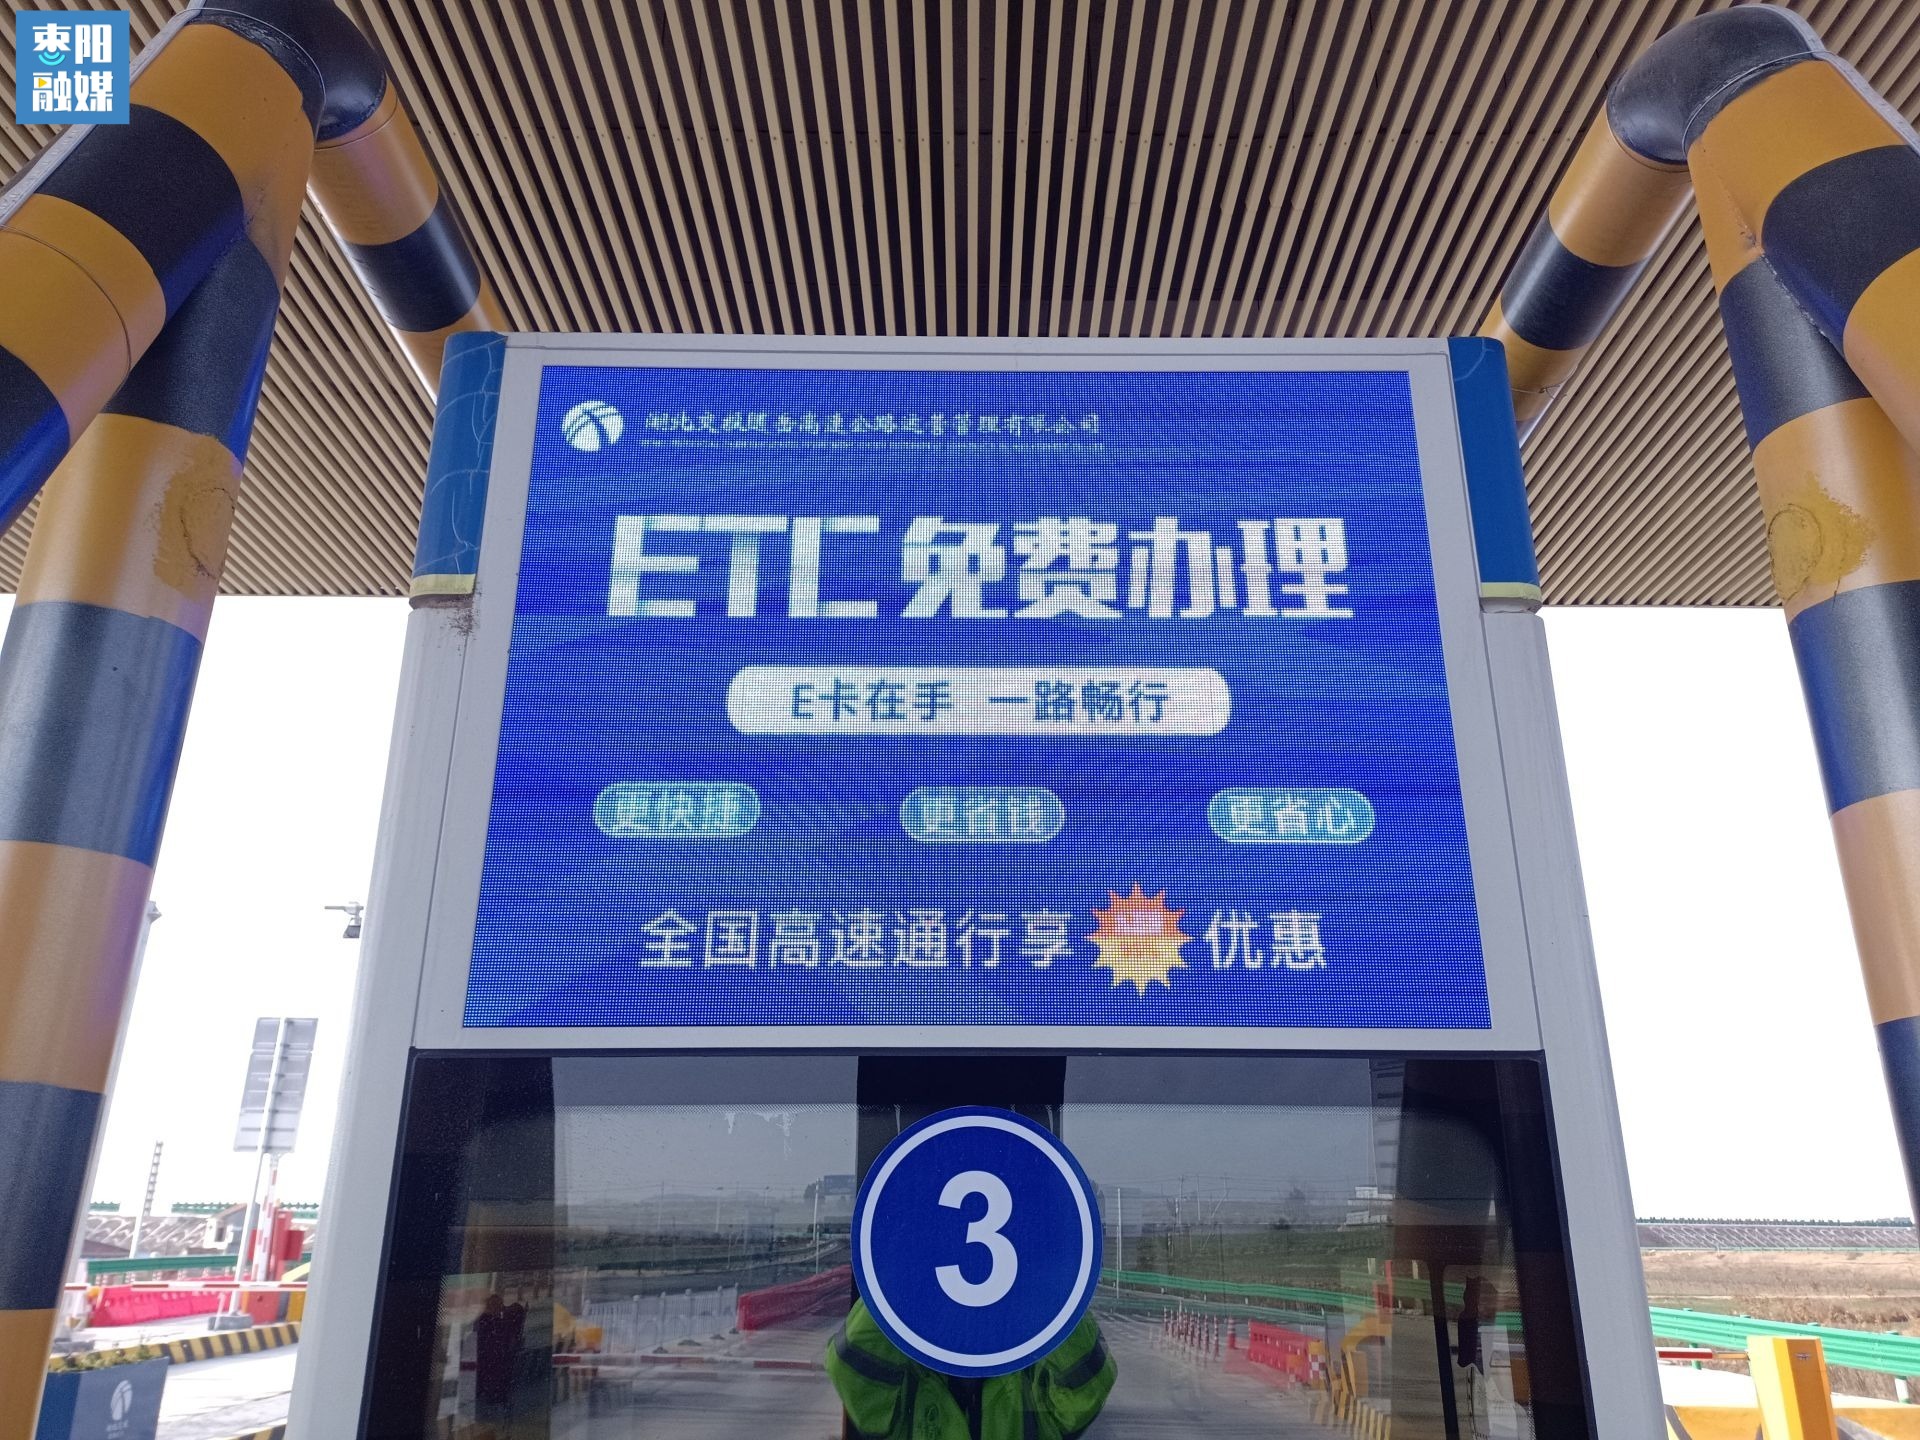 枣阳
融媒
湖北交投随岳高速公路运营管理有限公司
ETC免费办理
E卡在手 一路畅行
更快捷 更省钱 更省心
全国高速通行享 优惠
3